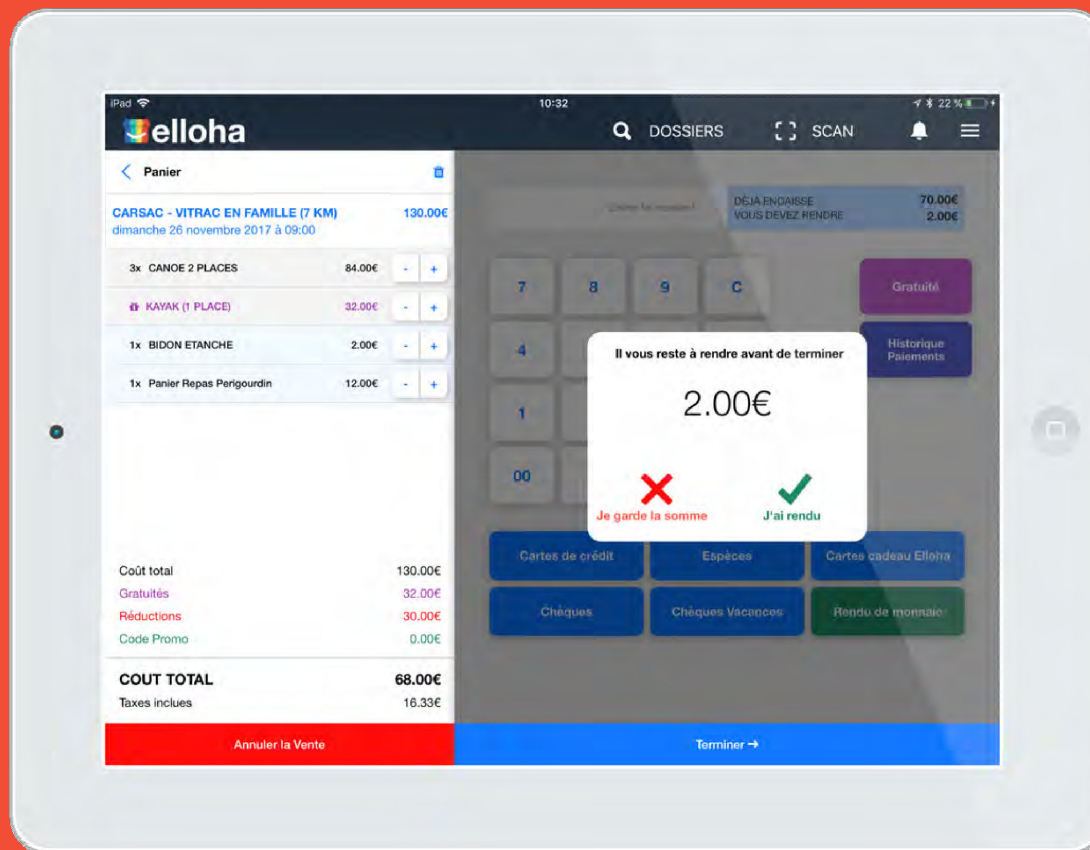 iPad
10:32
22 %
elloha
DOSSIERS
SCAN
Panier
CARSAC - VITRAC EN FAMILLE (7 KM) 130.00€
dimanche 26 novembre 2017 à 09:00
3x CANOE 2 PLACES 84.00€ - +
KAYAK (1 PLACE) 32.00€ - +
1x BIDON ETANCHE 2.00€ - +
1x Panier Repas Perigourdin 12.00€ - +
Coût total 130.00€
Gratuités 32.00€
Réductions 30.00€
Code Promo 0.00€
COUT TOTAL 68.00€
Taxes inclues 16.33€
Annuler la Vente
DÉJÀ ENCAISSÉ 70.00€
VOUS DEVEZ RENDRE 2.00€
7 8 9 C
4
1
00
Gratuité
Historique
Paiements
Il vous reste à rendre avant de terminer
2.00€
Je garde la somme
J'ai rendu
Cartes de crédit
Espèces
Cartes cadeau Elloha
Chèques
Chèques Vacances
Rendu de monnaie
Terminer →